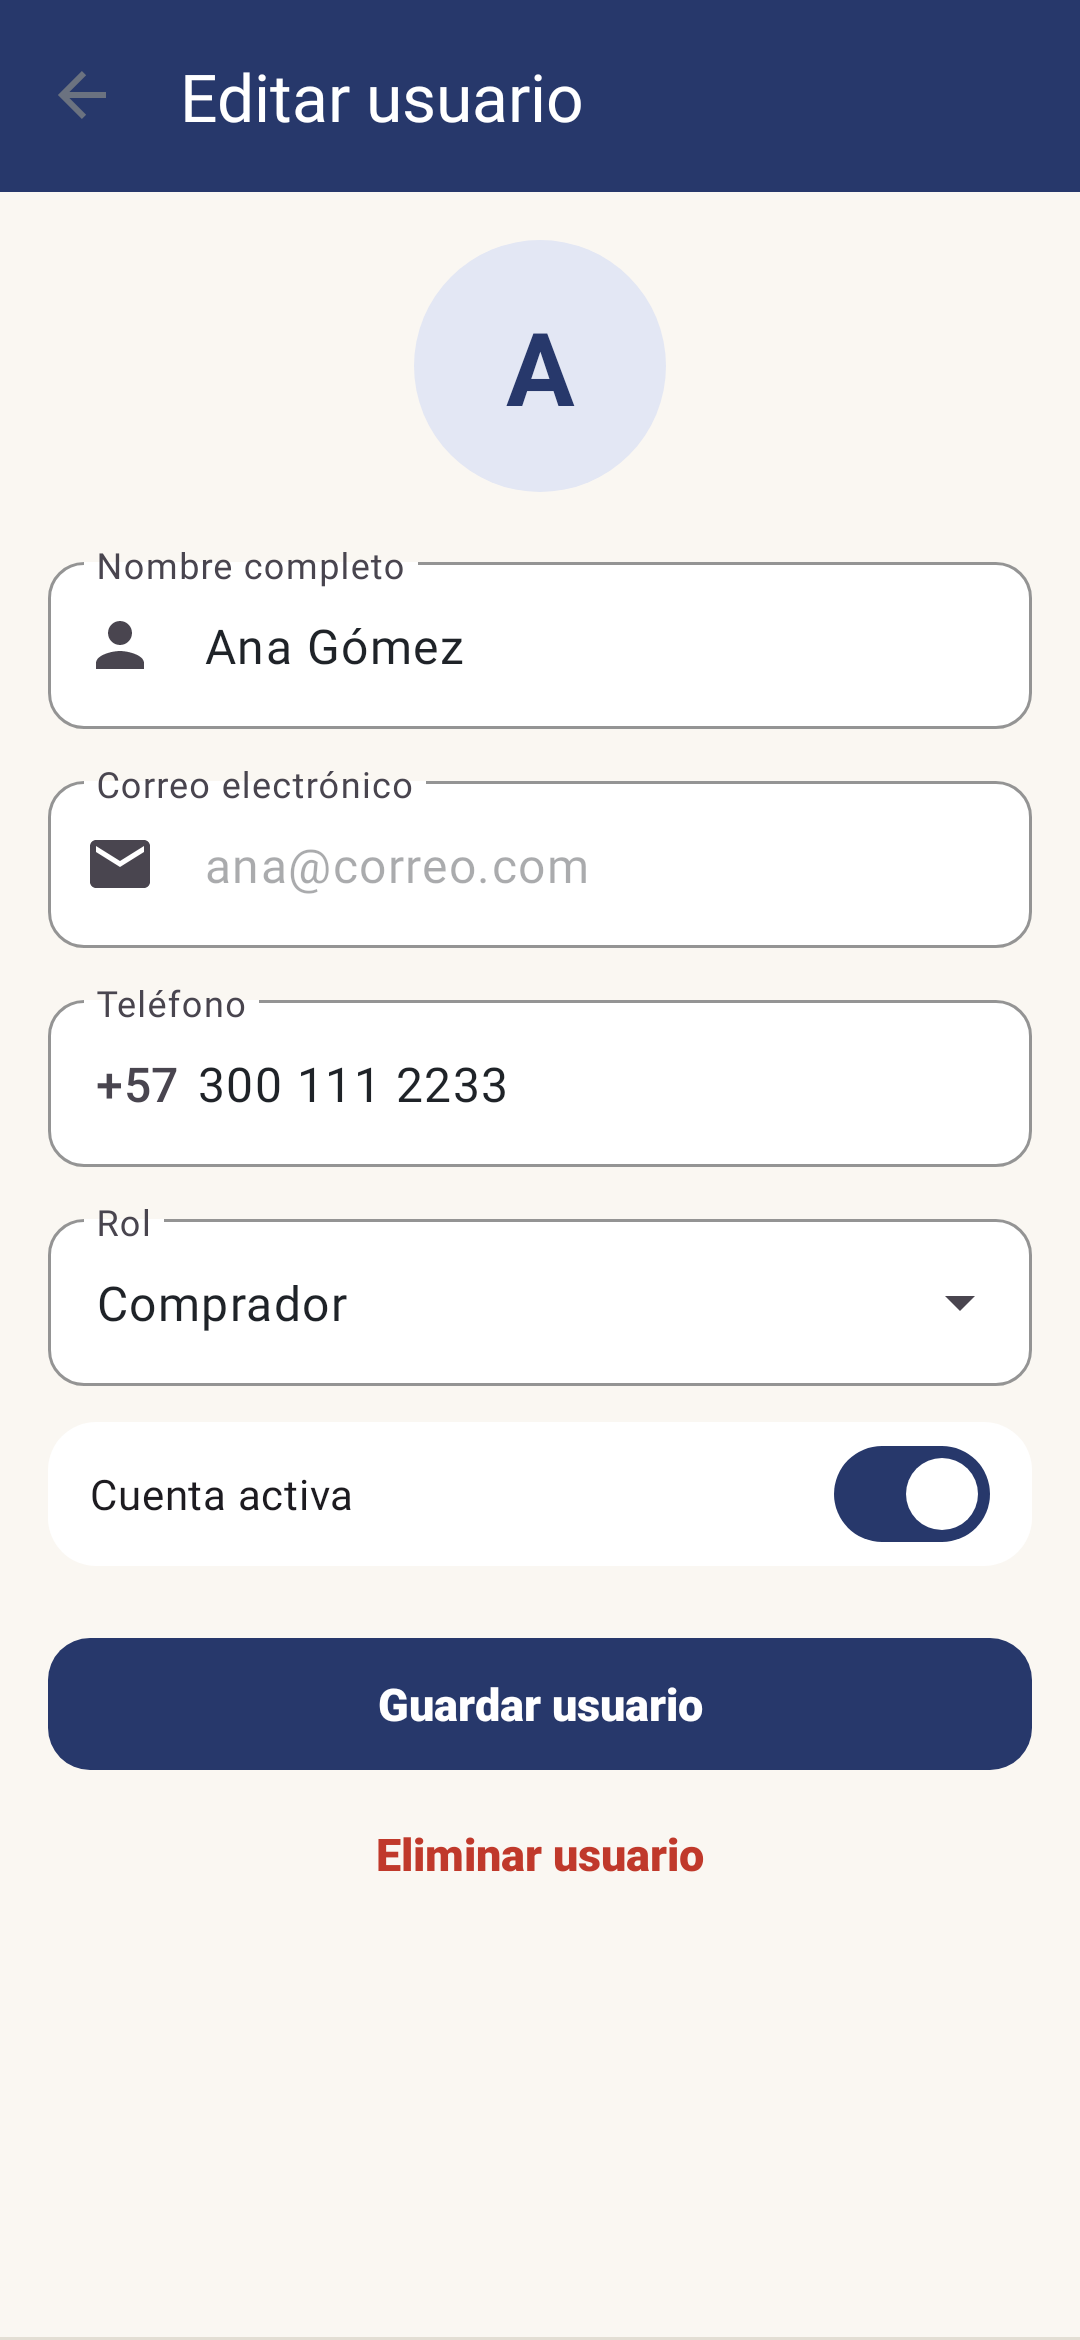 Editar usuario
A
Nombre completo
Ana Gómez
Correo electrónico
ana@correo.com
Teléfono
+57 300 111 2233
Rol
Comprador
Cuenta activa
Guardar usuario
Eliminar usuario